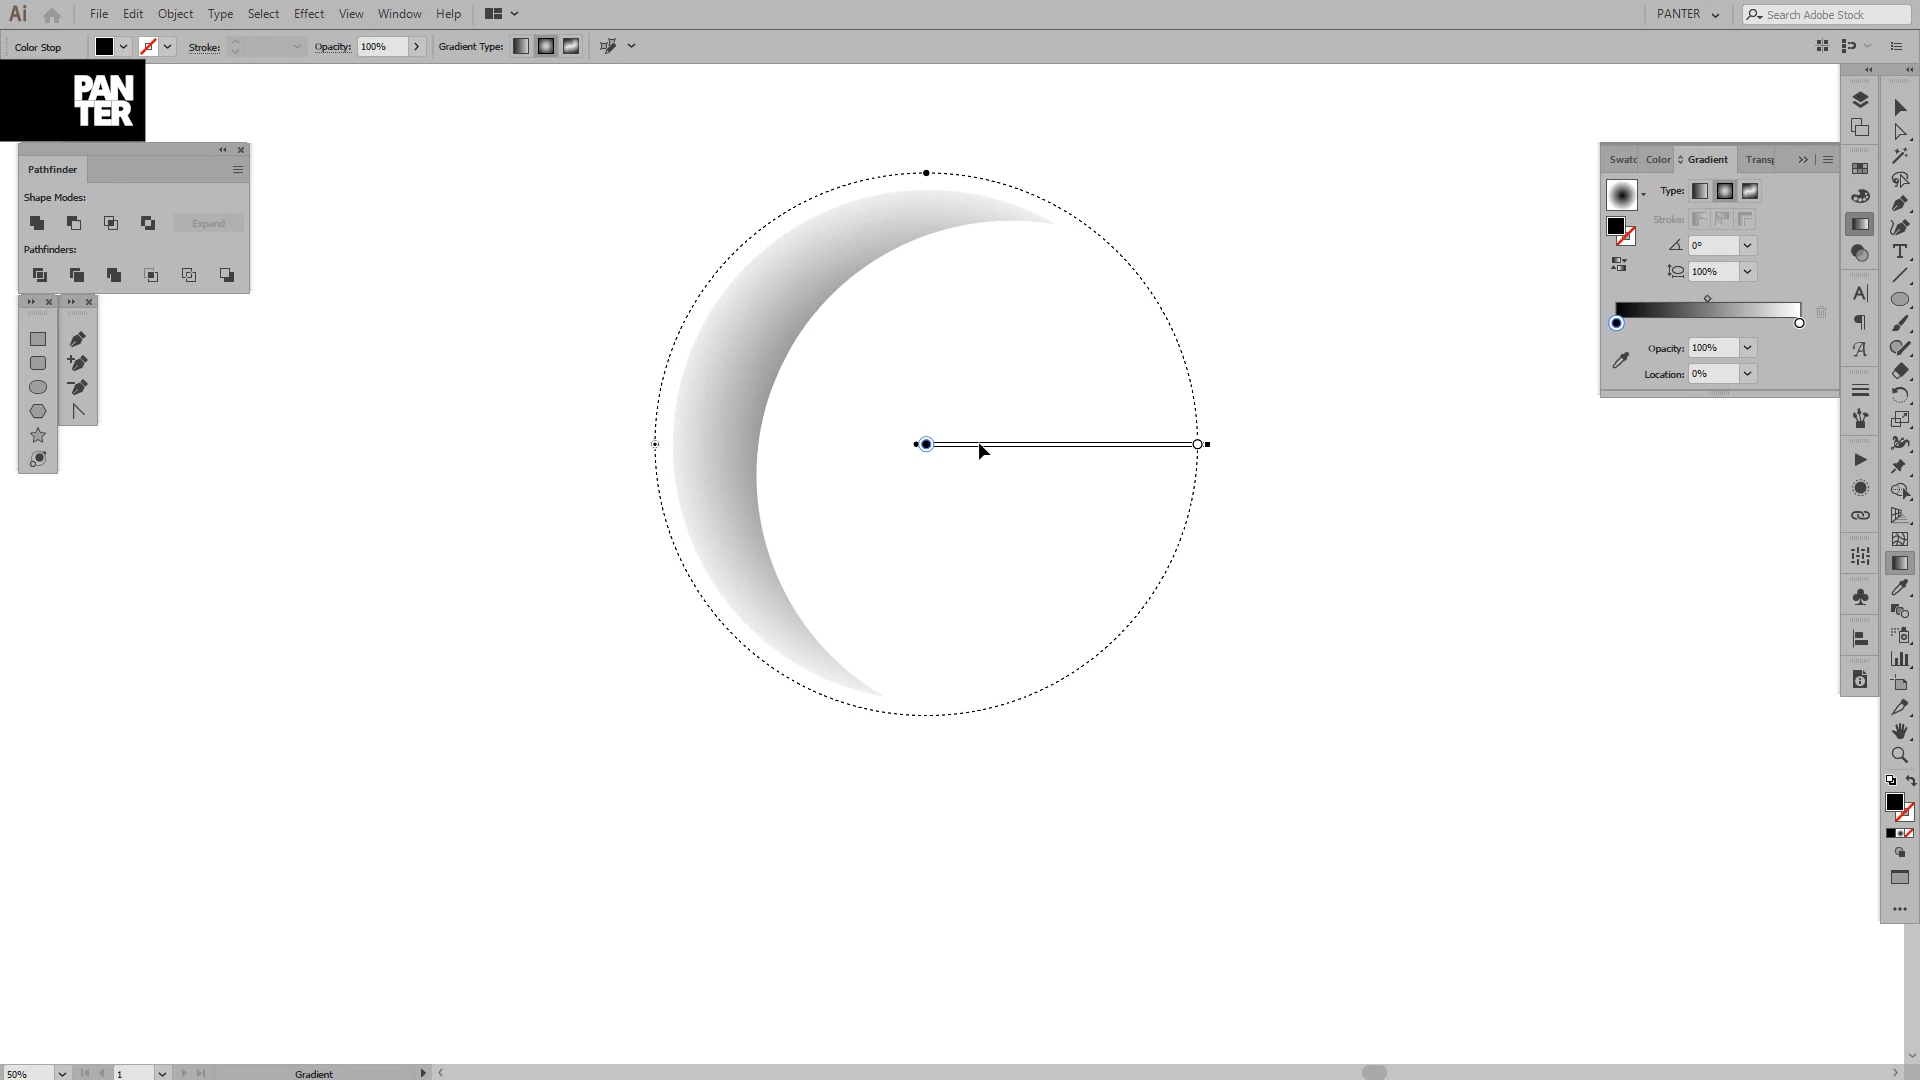 Ai File Edit Object Type Select Effect View Window Help PANTER Search Adobe Stock
Color Stop Stroke: Opacity: 100% Gradient Type:
PAN
TER
Pathfinder
Shape Modes:
Expand
Pathfinders:
Swatc Color Gradient Transp
Type:
Stroke:
0°
100%
Opacity: 100%
Location: 0%
50% 1 Gradient